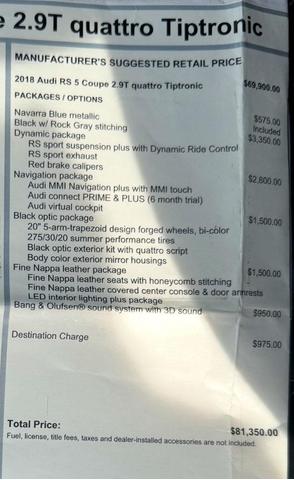 e 2.9T quattro Tiptronic
MANUFACTURER'S SUGGESTED RETAIL PRICE
2018 Audi RS 5 Coupe 2.9T quattro Tiptronic $69,900.00
PACKAGES / OPTIONS
Navarra Blue metallic $575.00
Black w/ Rock Gray stitching Included
Dynamic package $3,350.00
RS sport suspension plus with Dynamic Ride Control
RS sport exhaust
Red brake calipers
Navigation package $2,600.00
Audi MMI Navigation plus with MMI touch
Audi connect PRIME & PLUS (6 month trial)
Audi virtual cockpit
Black optic package $1,500.00
20" 5-arm-trapezoid design forged wheels, bi-color
275/30/20 summer performance tires
Black optic exterior kit with quattro script
Body color exterior mirror housings
Fine Nappa leather package $1,500.00
Fine Nappa leather seats with honeycomb stitching
Fine Nappa leather covered center console & door armrests
LED interior lighting plus package
Bang & Olufsen® sound system with 3D sound $950.00
Destination Charge $975.00
Total Price: $81,350.00
Fuel, license, title fees, taxes and dealer-installed accessories are not included.